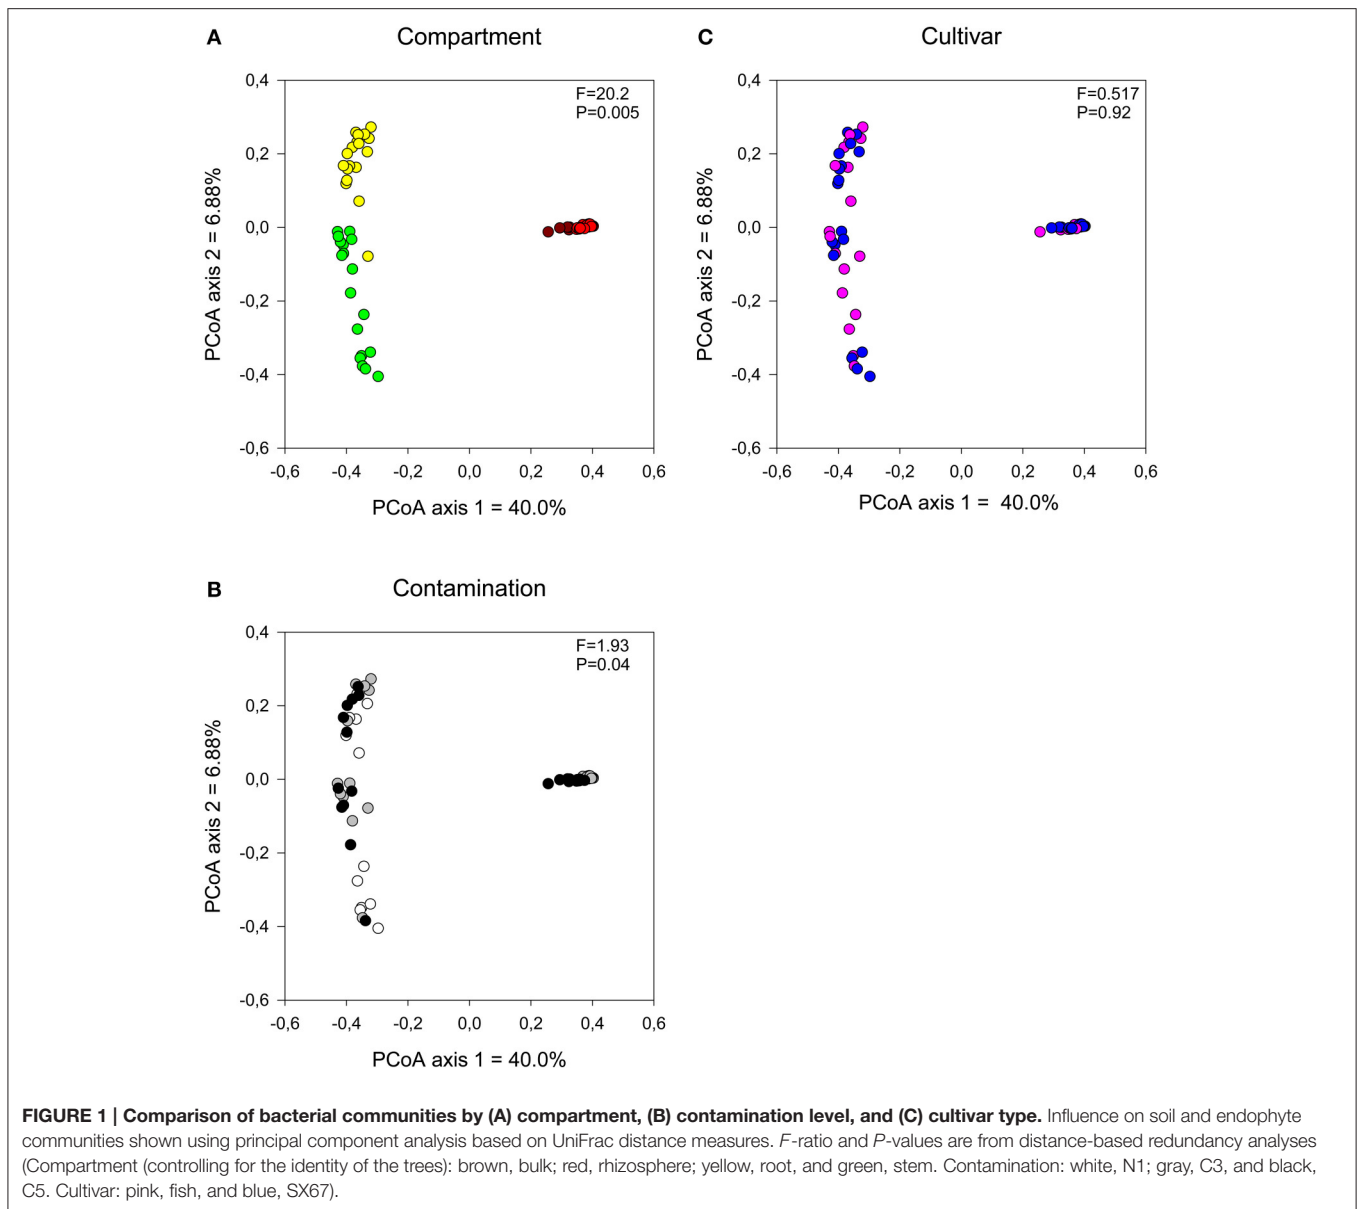 A Compartment
0,4
0,2
0,0
-0,2
-0,4
-0,6
PCoA axis 2 = 6.88%
F=20.2
P=0.005
-0,6 -0,4 -0,2 0,0 0,2 0,4 0,6
PCoA axis 1 = 40.0%
C Cultivar
0,4
0,2
0,0
-0,2
-0,4
-0,6
PCoA axis 2 = 6.88%
F=0.517
P=0.92
-0,6 -0,4 -0,2 0,0 0,2 0,4 0,6
PCoA axis 1 = 40.0%
B Contamination
0,4
0,2
0,0
-0,2
-0,4
-0,6
PCoA axis 2 = 6.88%
F=1.93
P=0.04
-0,6 -0,4 -0,2 0,0 0,2 0,4 0,6
PCoA axis 1 = 40.0%
FIGURE 1 | Comparison of bacterial communities by (A) compartment, (B) contamination level, and (C) cultivar type. Influence on soil and endophyte
communities shown using principal component analysis based on UniFrac distance measures. F-ratio and P-values are from distance-based redundancy analyses
(Compartment (controlling for the identity of the trees): brown, bulk; red, rhizosphere; yellow, root, and green, stem. Contamination: white, N1; gray, C3, and black,
C5. Cultivar: pink, fish, and blue, SX67).